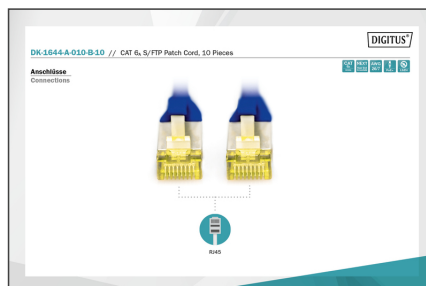 DIGITUS®
DK-1644-A-010-B-10 // CAT 6A S/FTP Patch Cord, 10 Pieces
Anschlüsse
Connections
RJ45